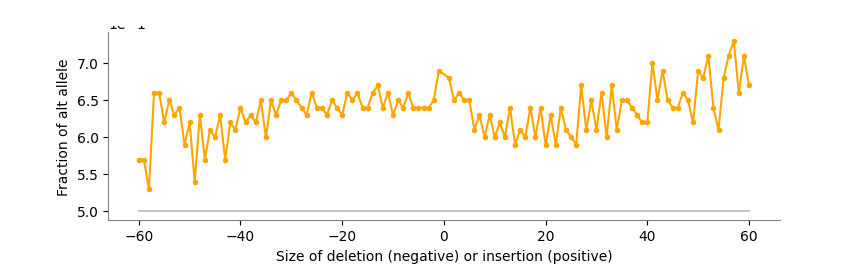 7.0
6.5
6.0
5.5
5.0
Fraction of alt allele
−60 −40 −20 0 20 40 60
Size of deletion (negative) or insertion (positive)